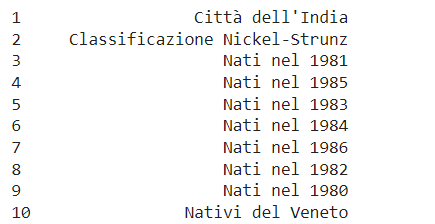 1 Città dell'India
2 Classificazione Nickel-Strunz
3 Nati nel 1981
4 Nati nel 1985
5 Nati nel 1983
6 Nati nel 1984
7 Nati nel 1986
8 Nati nel 1982
9 Nati nel 1980
10 Nativi del Veneto